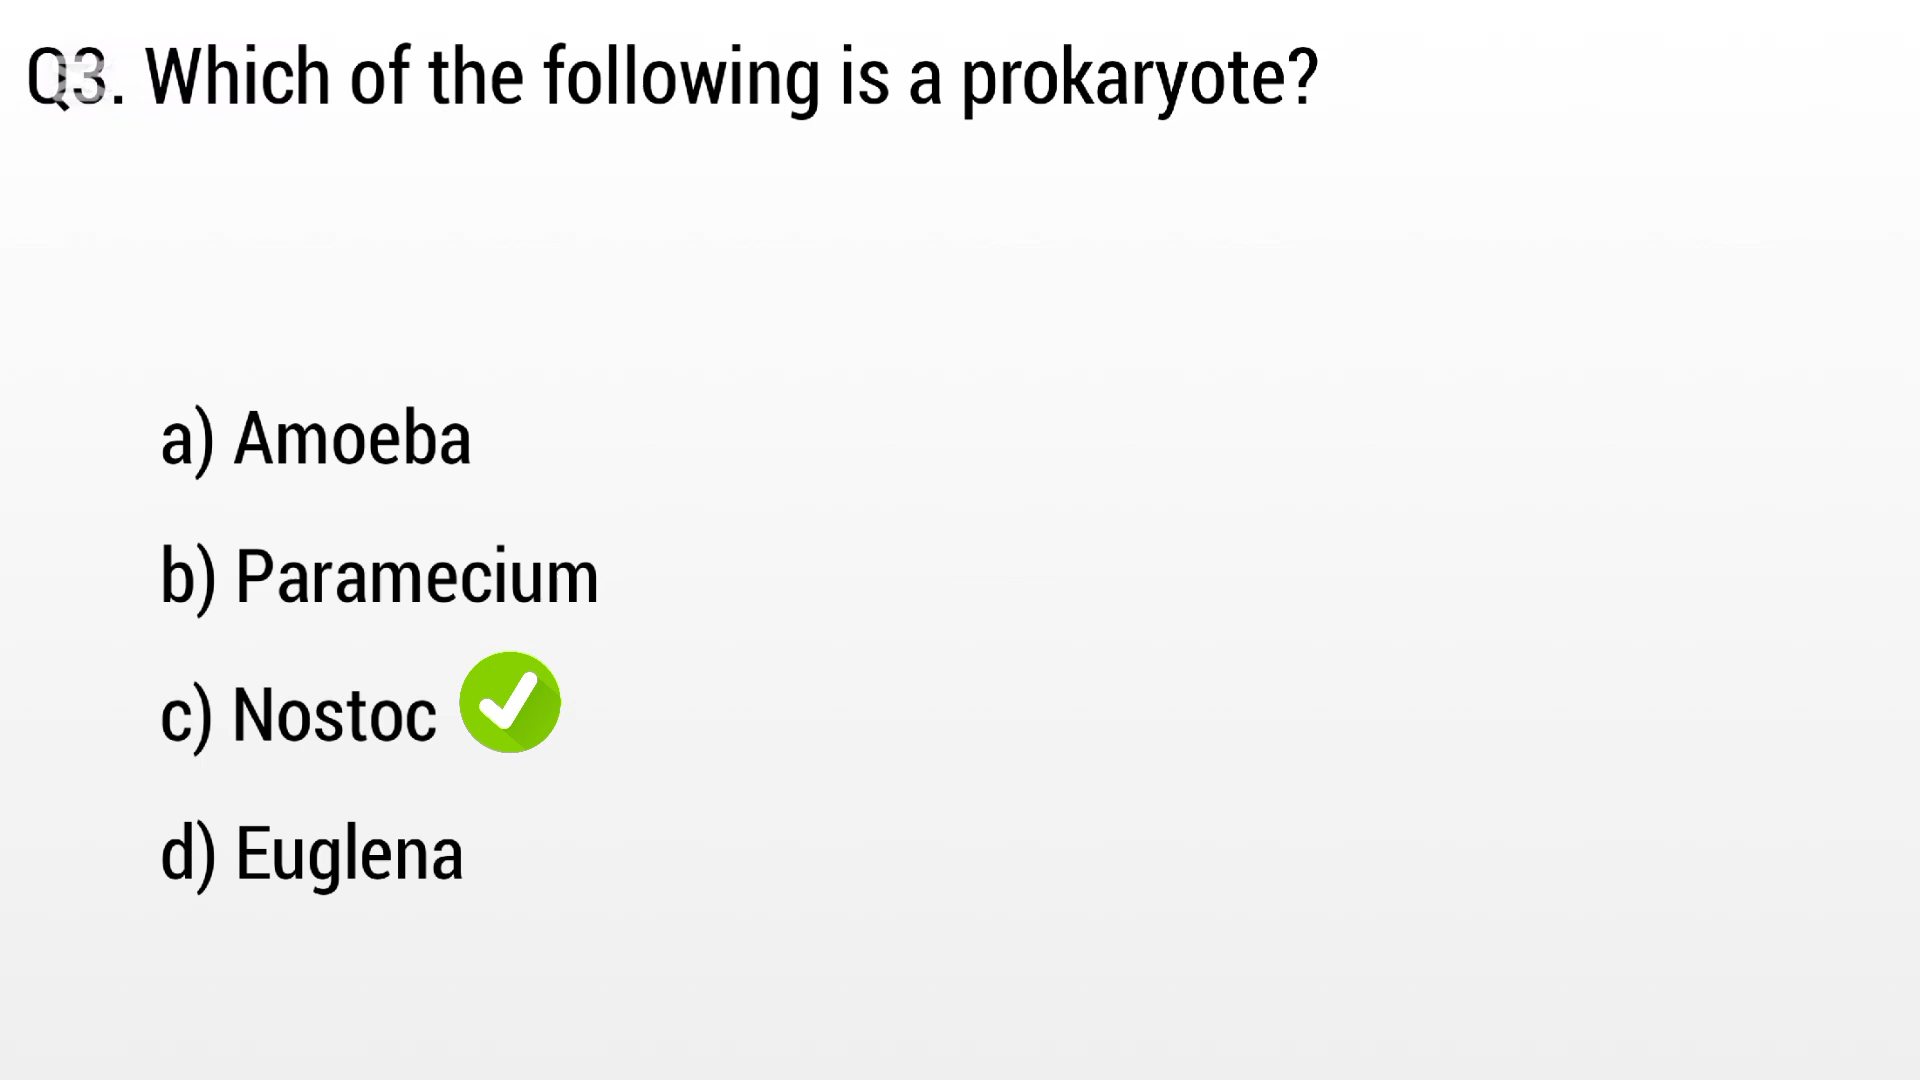 Q3. Which of the following is a prokaryote?
a) Amoeba
b) Paramecium
c) Nostoc
d) Euglena